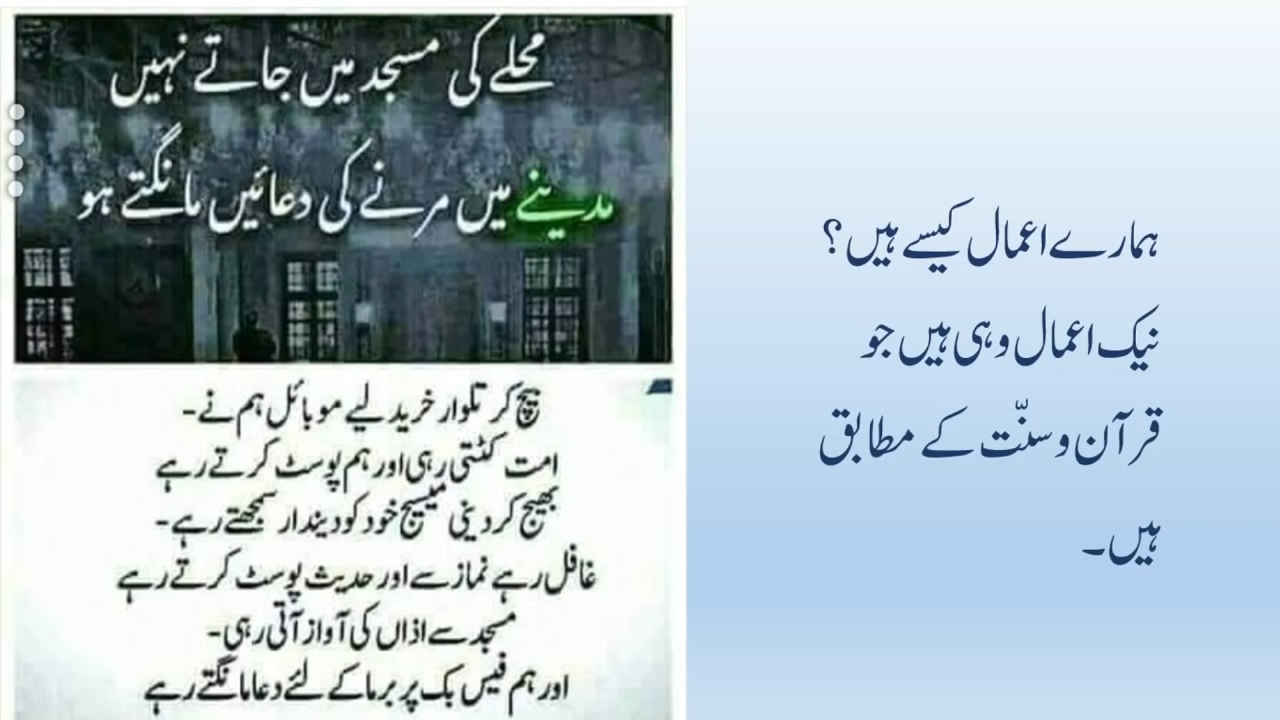 محلے کی مسجد میں جاتے نہیں
مدینے میں مرنے کی دعائیں مانگتے ہو
بیچ کر تلوار خرید لیے موبائل ہم نے-
امت کٹتی رہی اور ہم پوسٹ کرتے رہے
بھیج کر دینی میسیج خود کو دیندار سمجھتے رہے-
غافل رہے نماز سے اور حدیث پوسٹ کرتے رہے
مسجد سے اذاں کی آواز آتی رہی-
اور ہم فیس بک پر برما کے لئے دعا مانگتے رہے
ہمارے اعمال کیسے ہیں؟
نیک اعمال وہی ہیں جو
قرآن و سنّت کے مطابق
ہیں۔